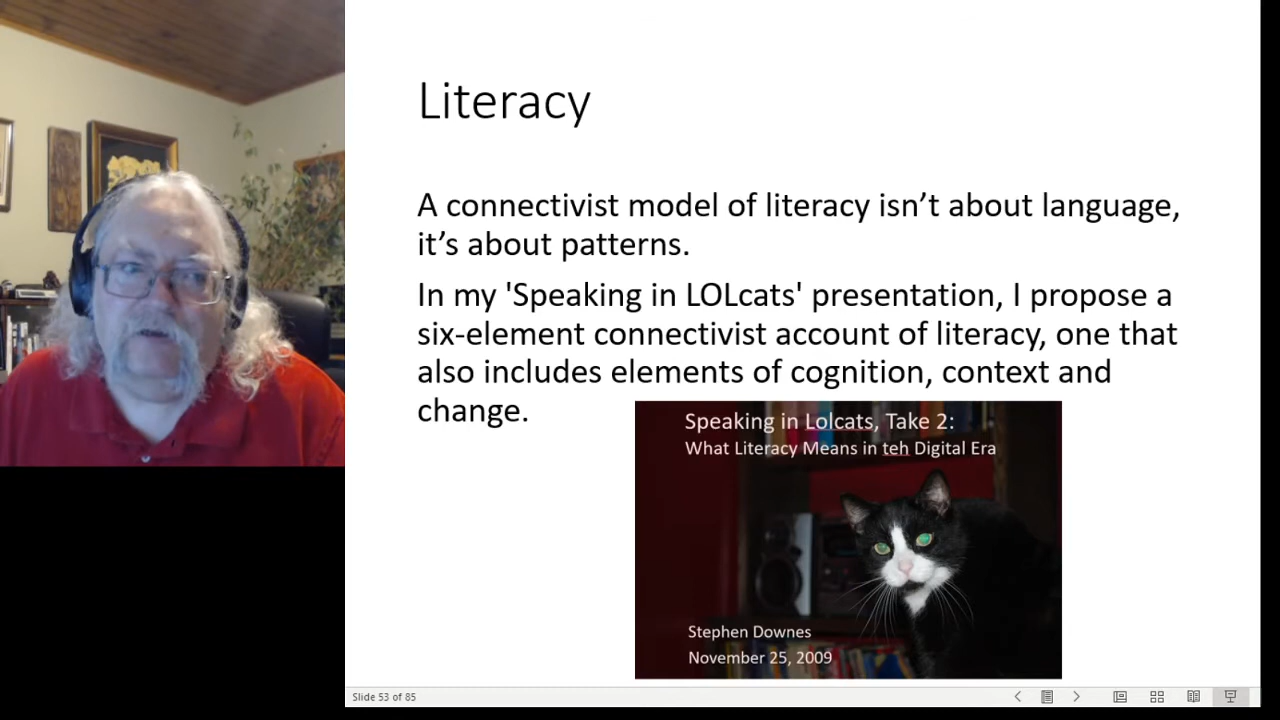 Literacy
A connectivist model of literacy isn’t about language,
it’s about patterns.
In my 'Speaking in LOLcats' presentation, I propose a
six-element connectivist account of literacy, one that
also includes elements of cognition, context and
change.
Speaking in Lolcats, Take 2:
What Literacy Means in teh Digital Era
Stephen Downes
November 25, 2009
Slide 53 of 85